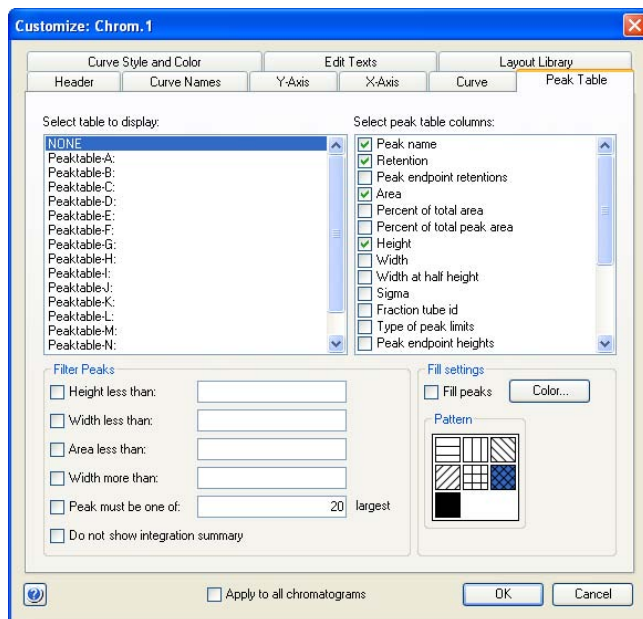 Customize: Chrom.1
Curve Style and Color
Edit Texts
Layout Library
Header
Curve Names
Y-Axis
X-Axis
Curve
Peak Table
Select table to display:
NONE
Peaktable-A:
Peaktable-B:
Peaktable-C:
Peaktable-D:
Peaktable-E:
Peaktable-F:
Peaktable-G:
Peaktable-H:
Peaktable-I:
Peaktable-J:
Peaktable-K:
Peaktable-L:
Peaktable-M:
Peaktable-N:
Select peak table columns:
Peak name
Retention
Peak endpoint retentions
Area
Percent of total area
Percent of total peak area
Height
Width
Width at half height
Sigma
Fraction tube id
Type of peak limits
Peak endpoint heights
Filter Peaks
Height less than:
Width less than:
Area less than:
Width more than:
Peak must be one of: 20 largest
Do not show integration summary
Fill settings
Fill peaks
Color...
Pattern
?
Apply to all chromatograms
OK
Cancel